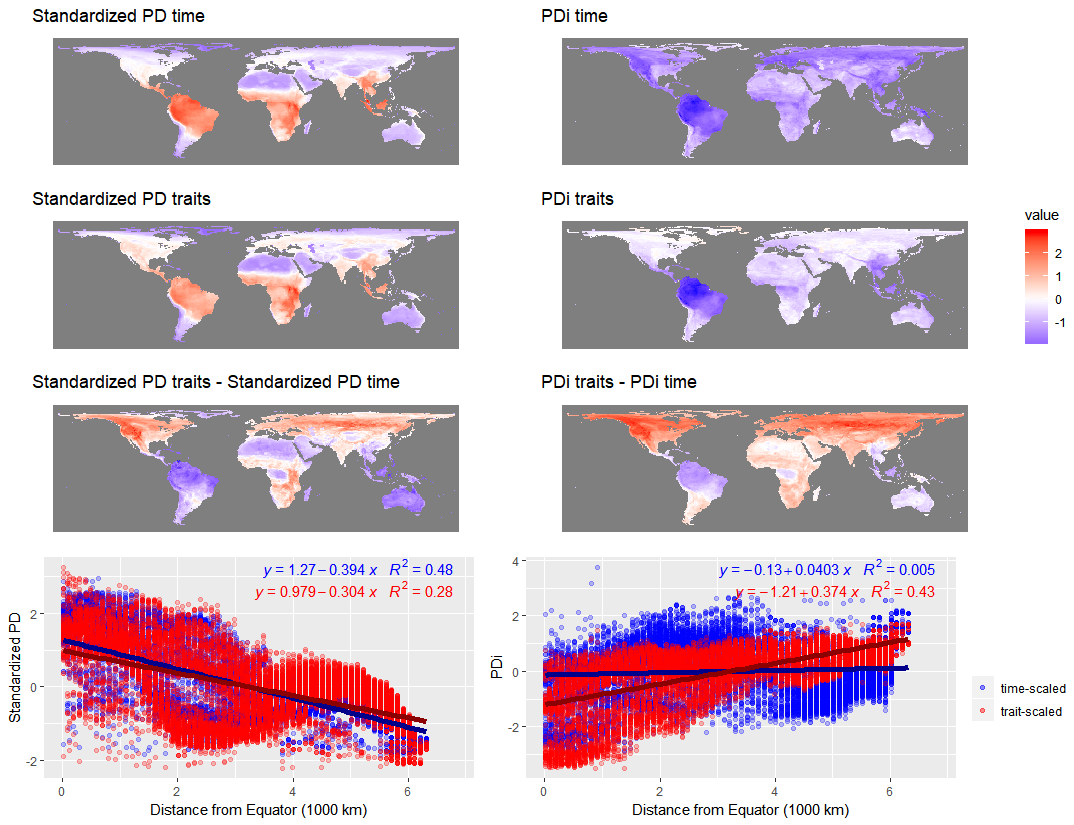 Standardized PD time
PDi time
Standardized PD traits
PDi traits
value
2
1
0
-1
Standardized PD traits - Standardized PD time
PDi traits - PDi time
y = 1.27 − 0.394 x R² = 0.48
y = 0.979 − 0.304 x R² = 0.28
Standardized PD
2
0
-2
0
2
4
6
Distance from Equator (1000 km)
y = −0.13 + 0.0403 x R² = 0.005
y = −1.21 + 0.374 x R² = 0.43
PDi
4
2
0
-2
0
2
4
6
Distance from Equator (1000 km)
time-scaled
trait-scaled